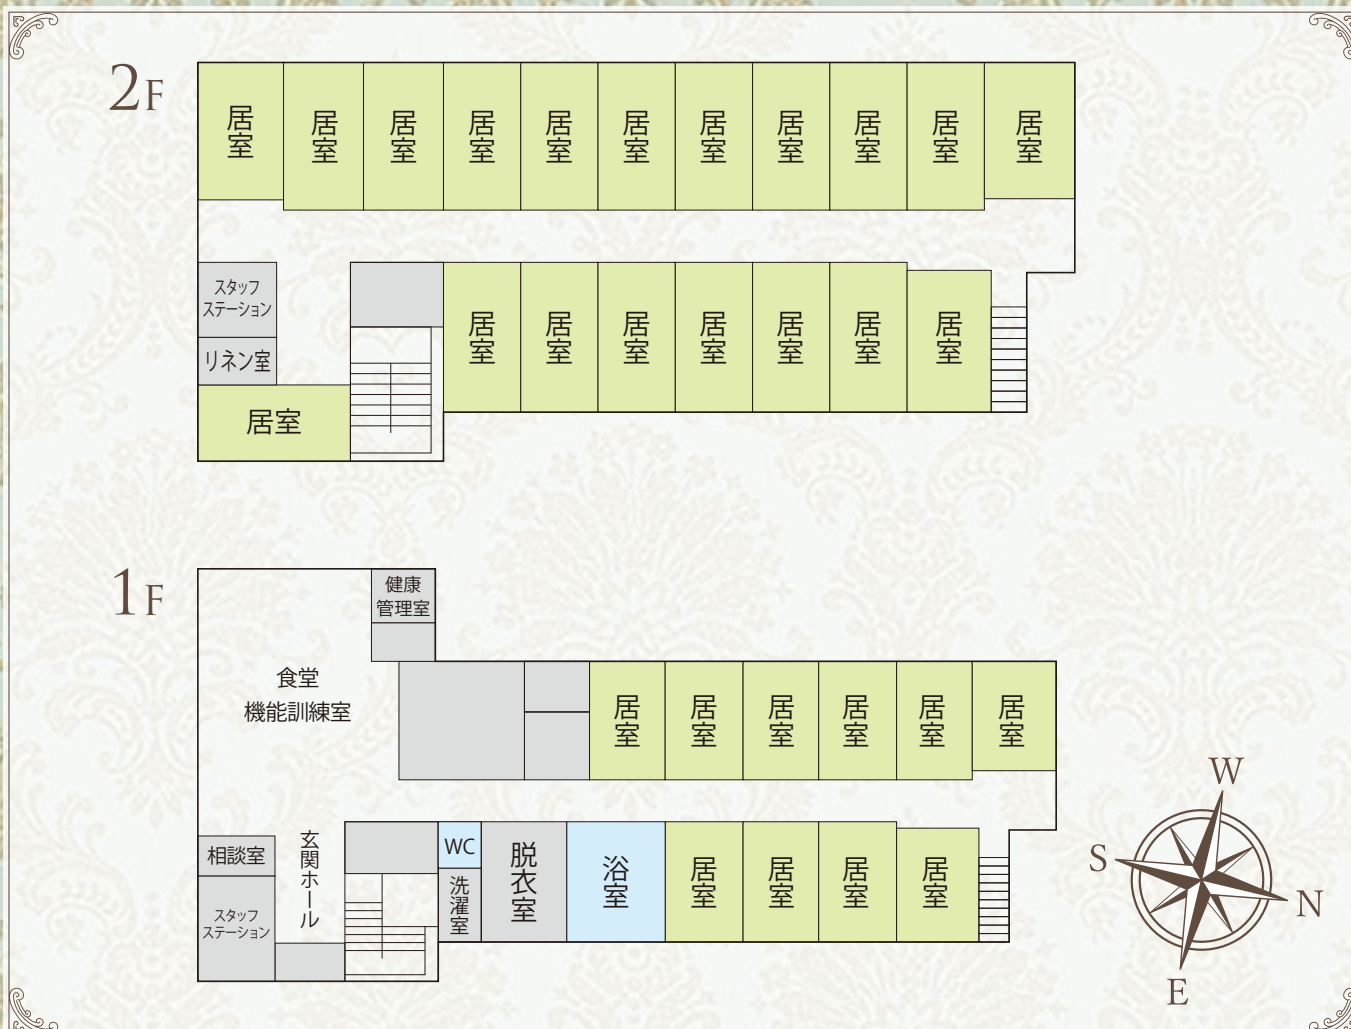 2F
居室
居室
居室
居室
居室
居室
居室
居室
居室
居室
居室
スタッフ
ステーション
リネン室
居室
居室
居室
居室
居室
居室
居室
居室
1F
健康
管理室
食堂
機能訓練室
居室
居室
居室
居室
居室
居室
相談室
スタッフ
ステーション
玄関ホール
WC
洗濯室
脱衣室
浴室
居室
居室
居室
居室
W
S
N
E